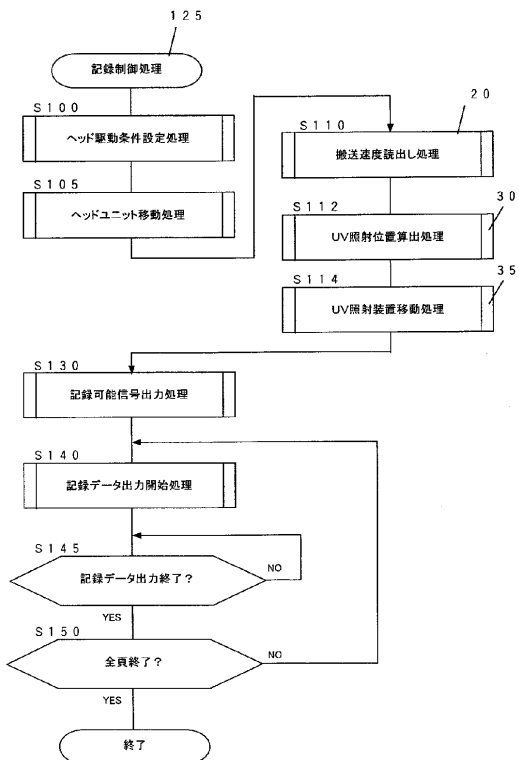 125
記録制御処理
S100
ヘッド駆動条件設定処理
S105
ヘッドユニット移動処理
20
S110
搬送速度読出し処理
30
S112
UV照射位置算出処理
35
S114
UV照射装置移動処理
S130
記録可能信号出力処理
S140
記録データ出力開始処理
S145
記録データ出力終了?
NO
YES
S150
全頁終了?
NO
YES
終了